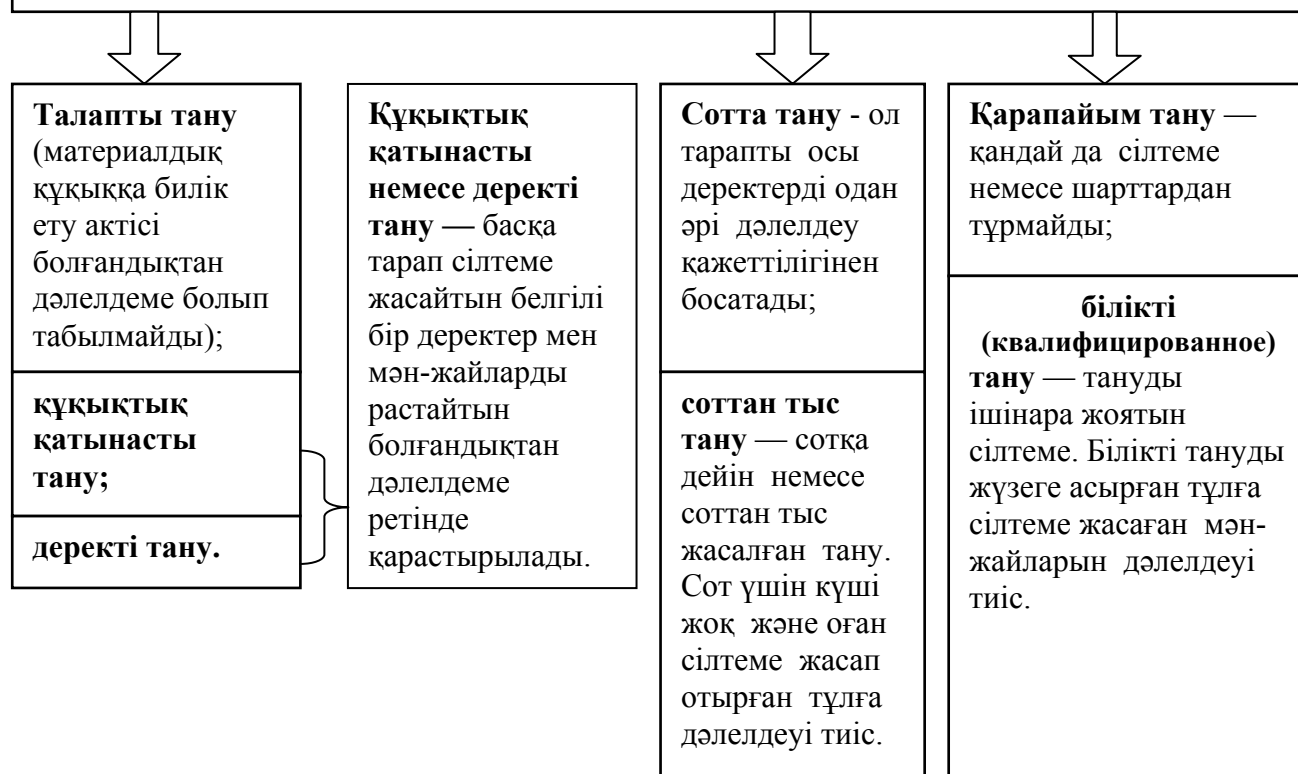 Талапты тану
(материалдық
құқыққа билик
ету актісі
болғандықтан
дәлелдеме болып
табылмайды);
құқықтық
қатынасты
тану;
деректі тану.
Құқықтық
қатынасты
немесе деректі
тану — басқа
тарап сілтеме
жасайтын белгілі
бір деректер мен
мән-жайларды
растайтын
болғандықтан
дәлелдеме
ретінде
қарастырылады.
Сотта тану - ол
тарапты осы
деректерді одан
әрі дәлелдеу
қажеттілігінен
босатады;
соттан тыс
тану — сотқа
дейін немесе
соттан тыс
жасалған тану.
Сот үшін күші
жоқ және оған
сілтеме жасап
отырған тұлға
дәлелдеуі тиіс.
Қарапайым тану —
қандай да сілтеме
немесе шарттардан
тұрмайды;
білікті
(квалифицированное)
тану — тануды
ішінара жоятын
сілтеме. Білікті тануды
жүзеге асырған тұлға
сілтеме жасаған мән-
жайларын дәлелдеуі
тиіс.